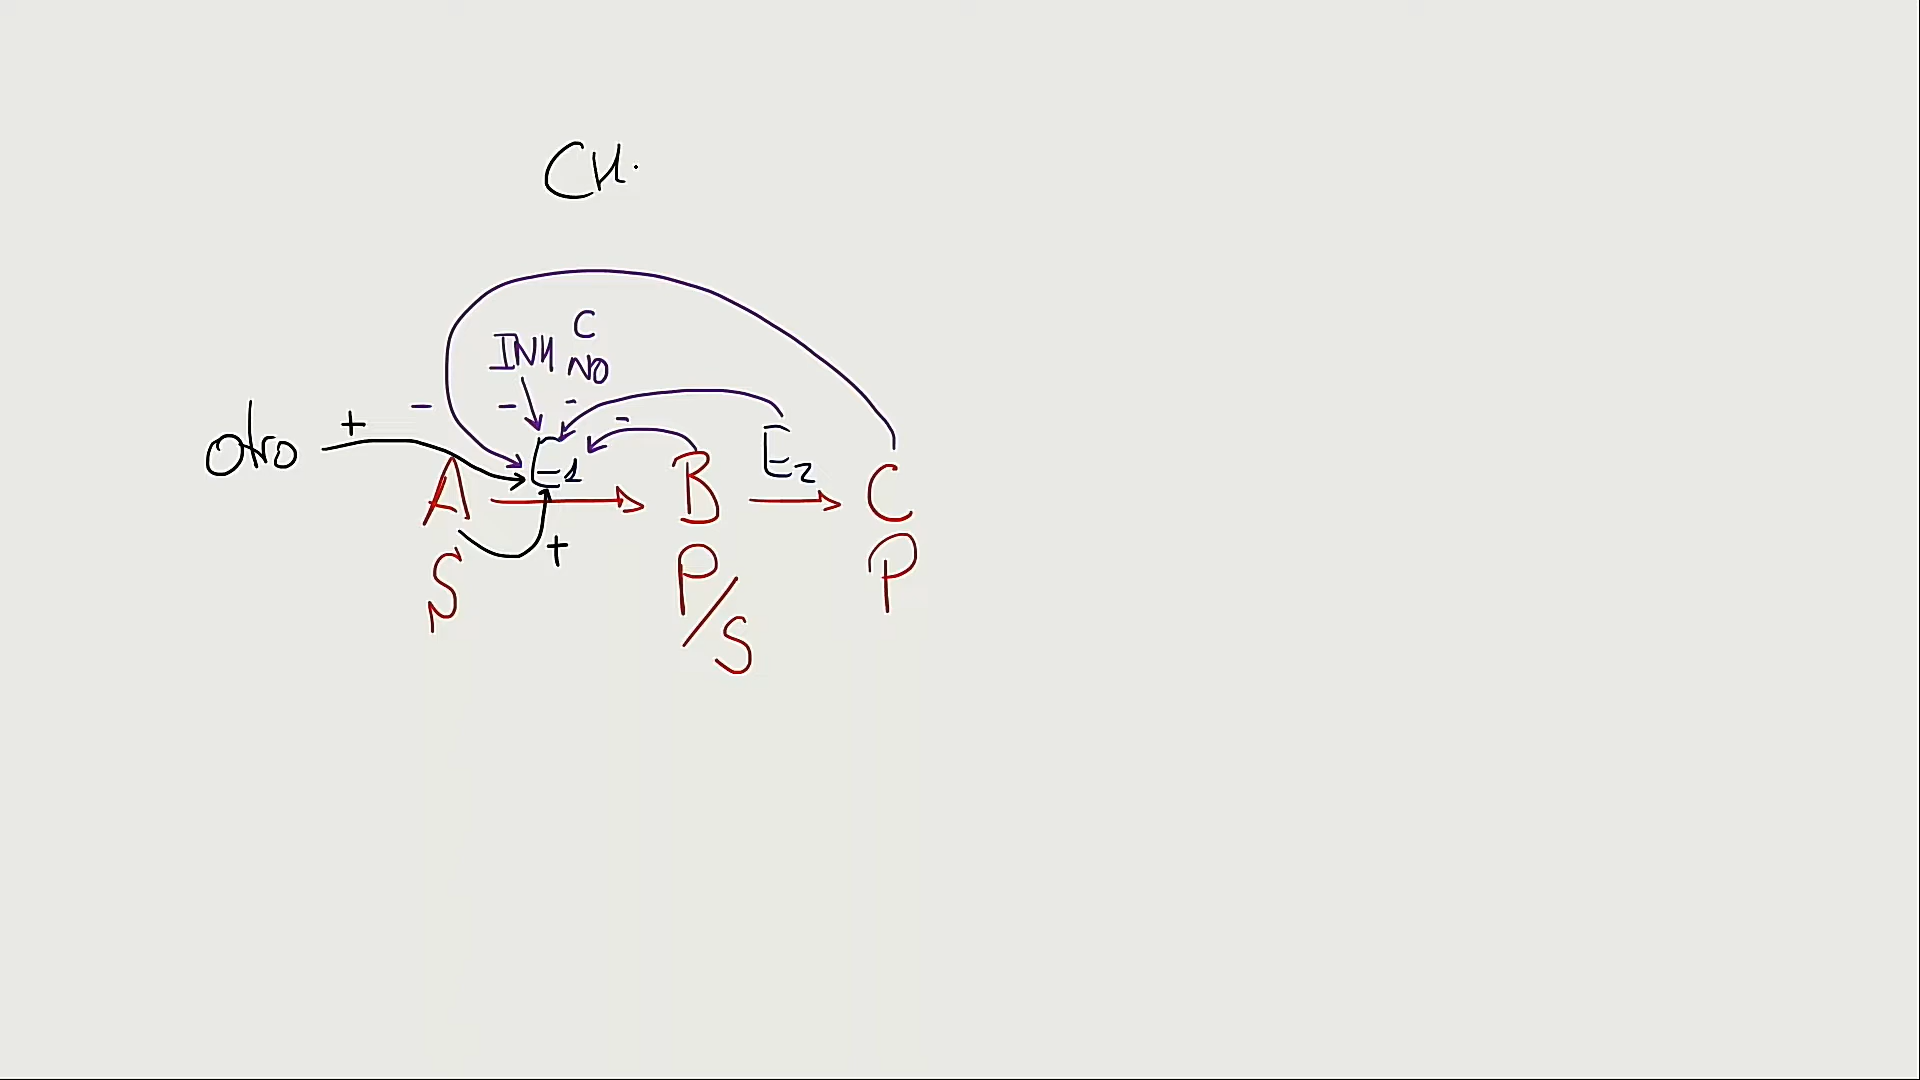 CH.
C
INH NO
- - - -
otro + E1 E2
A B C
+
S P/S P